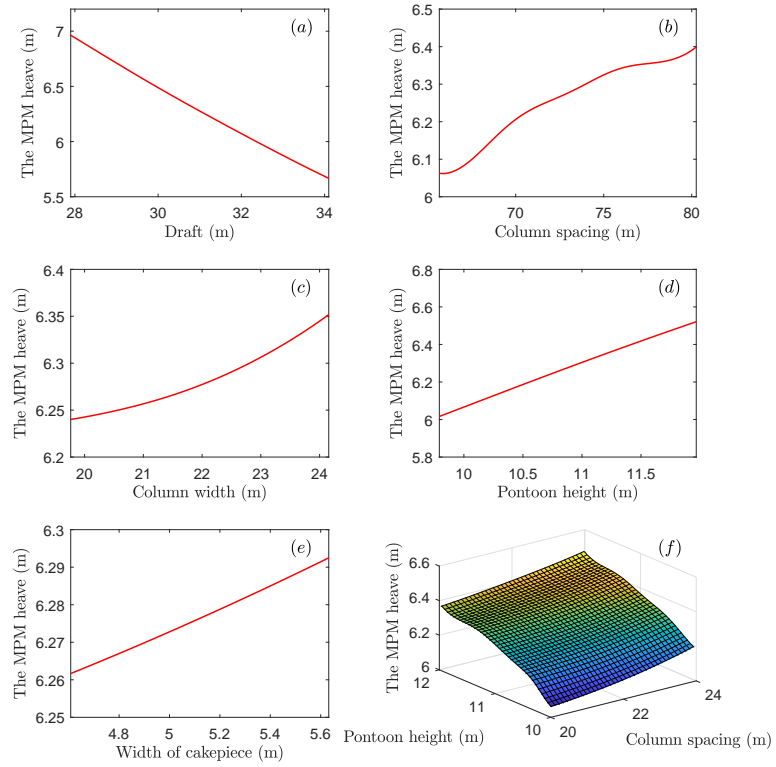 (a)
The MPM heave (m)
7
6.5
6
5.5
28 30 32 34
Draft (m)
(b)
The MPM heave (m)
6.5
6.4
6.3
6.2
6.1
6
70 75 80
Column spacing (m)
(c)
The MPM heave (m)
6.4
6.35
6.3
6.25
6.2
20 21 22 23 24
Column width (m)
(d)
The MPM heave (m)
6.8
6.6
6.4
6.2
6
5.8
10 10.5 11 11.5
Pontoon height (m)
(e)
The MPM heave (m)
6.3
6.29
6.28
6.27
6.26
6.25
4.8 5 5.2 5.4 5.6
Width of cakepiece (m)
(f)
The MPM heave (m)
6.6
6.4
6.2
6
12
11
10
Pontoon height (m)
20
22
24
Column spacing (m)